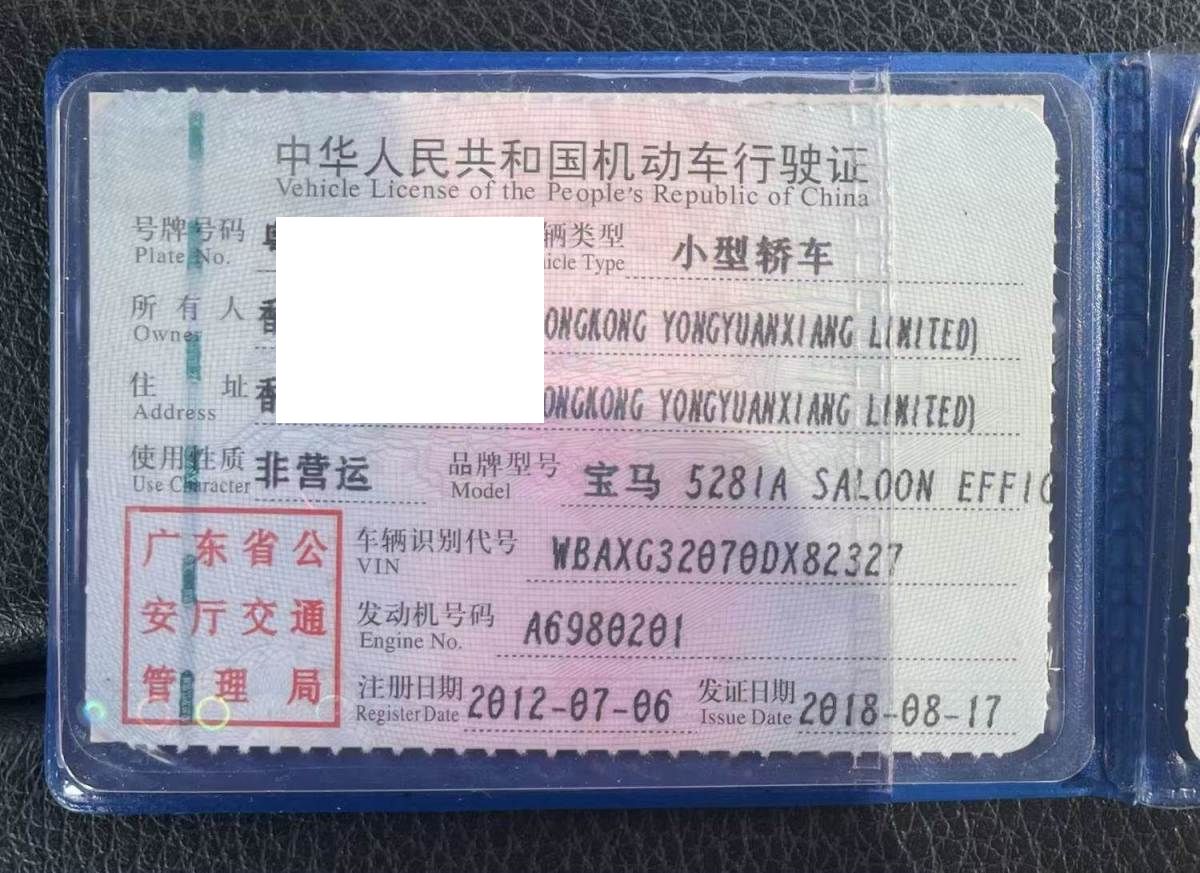 中华人民共和国机动车行驶证
Vehicle License of the People's Republic of China
号牌号码 粤 辆类型 小型轿车
Plate No. icle Type
所有人 香 ONGKONG YONGYUANXIANG LIMITED)
Owner
住址 香 ONGKONG YONGYUANXIANG LIMITED)
Address
使用性质 非营运 品牌型号 宝马 528IA SALOON EFFIC
Use Character Model
广东省公
安厅交通
管理局
车辆识别代号 WBAXG32070DX82327
VIN
发动机号码 A6980201
Engine No.
注册日期 2012-07-06 发证日期 2018-08-17
Register Date Issue Date